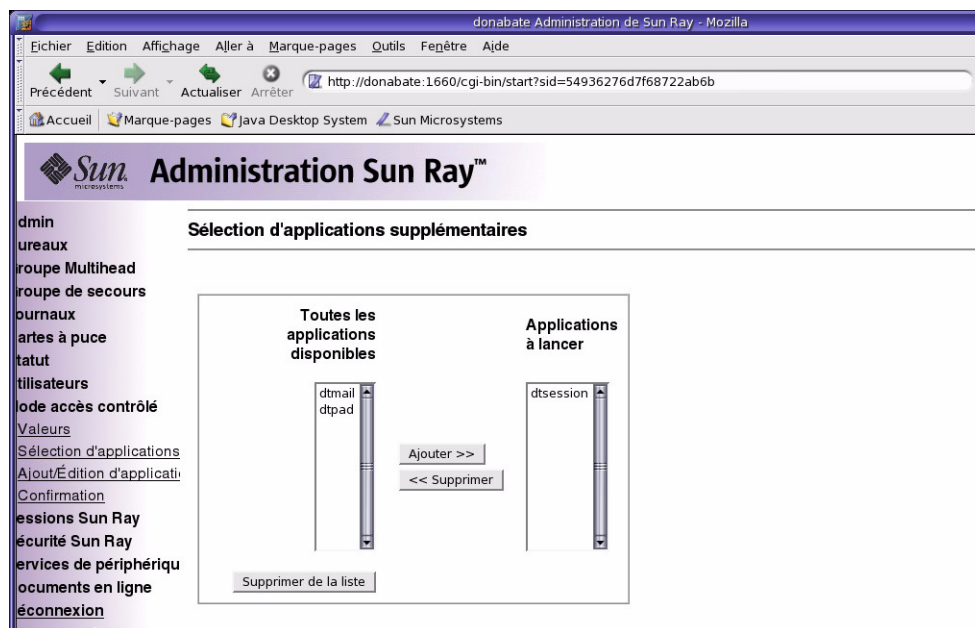 donabate Administration de Sun Ray - Mozilla
Fichier Edition Affichage Aller à Marque-pages Outils Fenêtre Aide
Précédent Suivant Actualiser Arrêter http://donabate:1660/cgi-bin/start?sid=54936276d7f68722ab6b
Accueil Marque-pages Java Desktop System Sun Microsystems
Sun microsystems Administration Sun Ray™
dmin
ureaux
roupe Multihead
roupe de secours
ournaux
artes à puce
tatut
tilisateurs
ode accès contrôlé
Valeurs
Sélection d'applications
Ajout/Édition d'applicati
Confirmation
essions Sun Ray
écurité Sun Ray
ervices de périphériqu
ocuments en ligne
éconnexion
Sélection d'applications supplémentaires
Toutes les
applications
disponibles
dtmail
dtpad
Ajouter >>
<< Supprimer
Applications
à lancer
dtsession
Supprimer de la liste